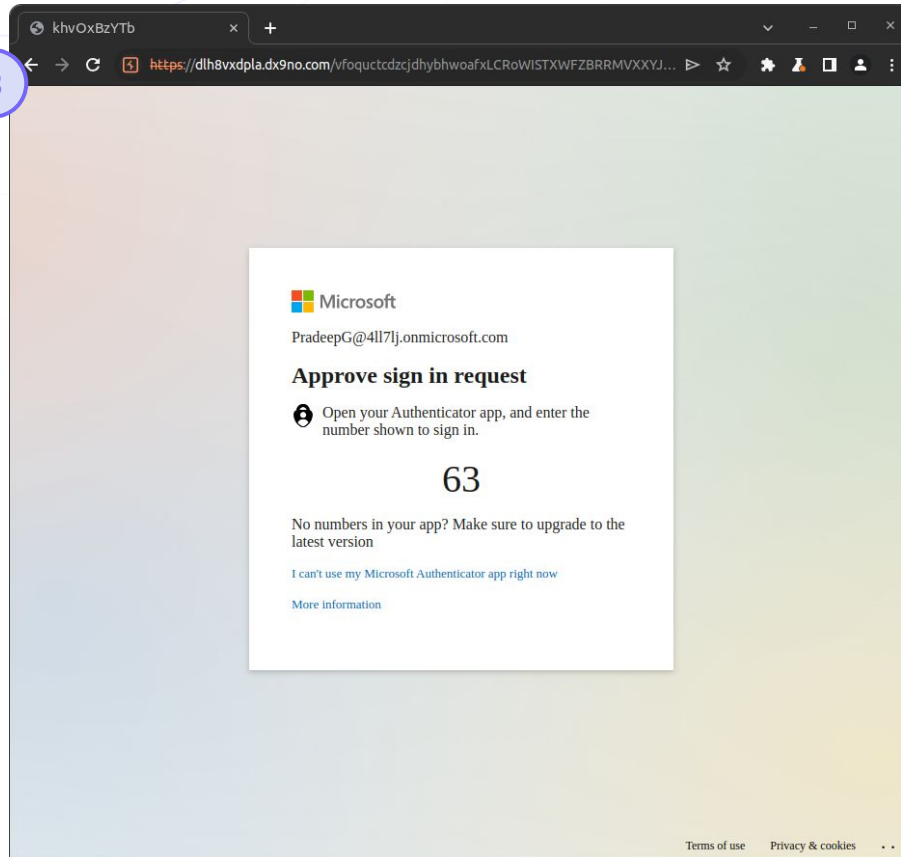 khvOxBzYTb
https://dlh8vxdpla.dx9no.com/vfoquctcdzcjdhybhwoafxLCRoWISTXWFZBRRMVXXYJ...
Microsoft
PradeepG@4ll7lj.onmicrosoft.com
Approve sign in request
Open your Authenticator app, and enter the
number shown to sign in.
63
No numbers in your app? Make sure to upgrade to the
latest version
I can't use my Microsoft Authenticator app right now
More information
Terms of use Privacy & cookies